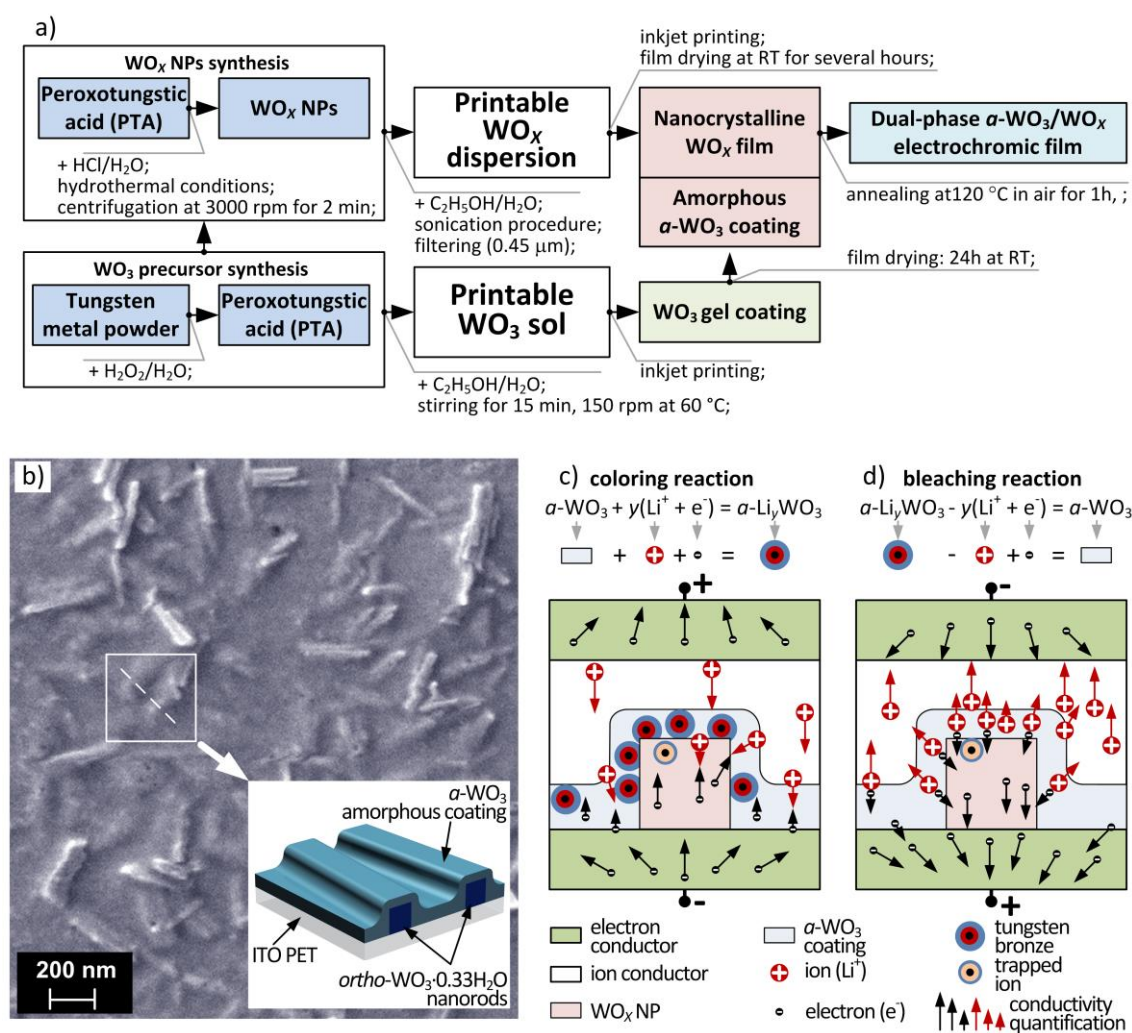 a)
WOX NPs synthesis
Peroxotungstic
acid (PTA)
WOX NPs
+ HCl/H2O;
hydrothermal conditions;
centrifugation at 3000 rpm for 2 min;
Printable
WOX
dispersion
+ C2H5OH/H2O;
sonication procedure;
filtering (0.45 μm);
inkjet printing;
film drying at RT for several hours;
Nanocrystalline
WOX film
Amorphous
a-WO3 coating
Dual-phase a-WO3/WOX
electrochromic film
annealing at120 °C in air for 1h, ;
WO3 precursor synthesis
Tungsten
metal powder
Peroxotungstic
acid (PTA)
+ H2O2/H2O;
Printable
WO3 sol
+ C2H5OH/H2O;
stirring for 15 min, 150 rpm at 60 °C;
WO3 gel coating
film drying: 24h at RT;
inkjet printing;
b)
a-WO3
amorphous coating
ITO PET
ortho-WO3·0.33H2O
nanorods
200 nm
c) coloring reaction
a-WO3 + y(Li+ + e-) = a-LiyWO3
+ + =
+
-
d) bleaching reaction
a-LiyWO3 - y(Li+ + e-) = a-WO3
- + =
-
+
electron
conductor
ion conductor
WOX NP
a-WO3
coating
ion (Li+)
electron (e-)
tungsten
bronze
trapped
ion
conductivity
quantification